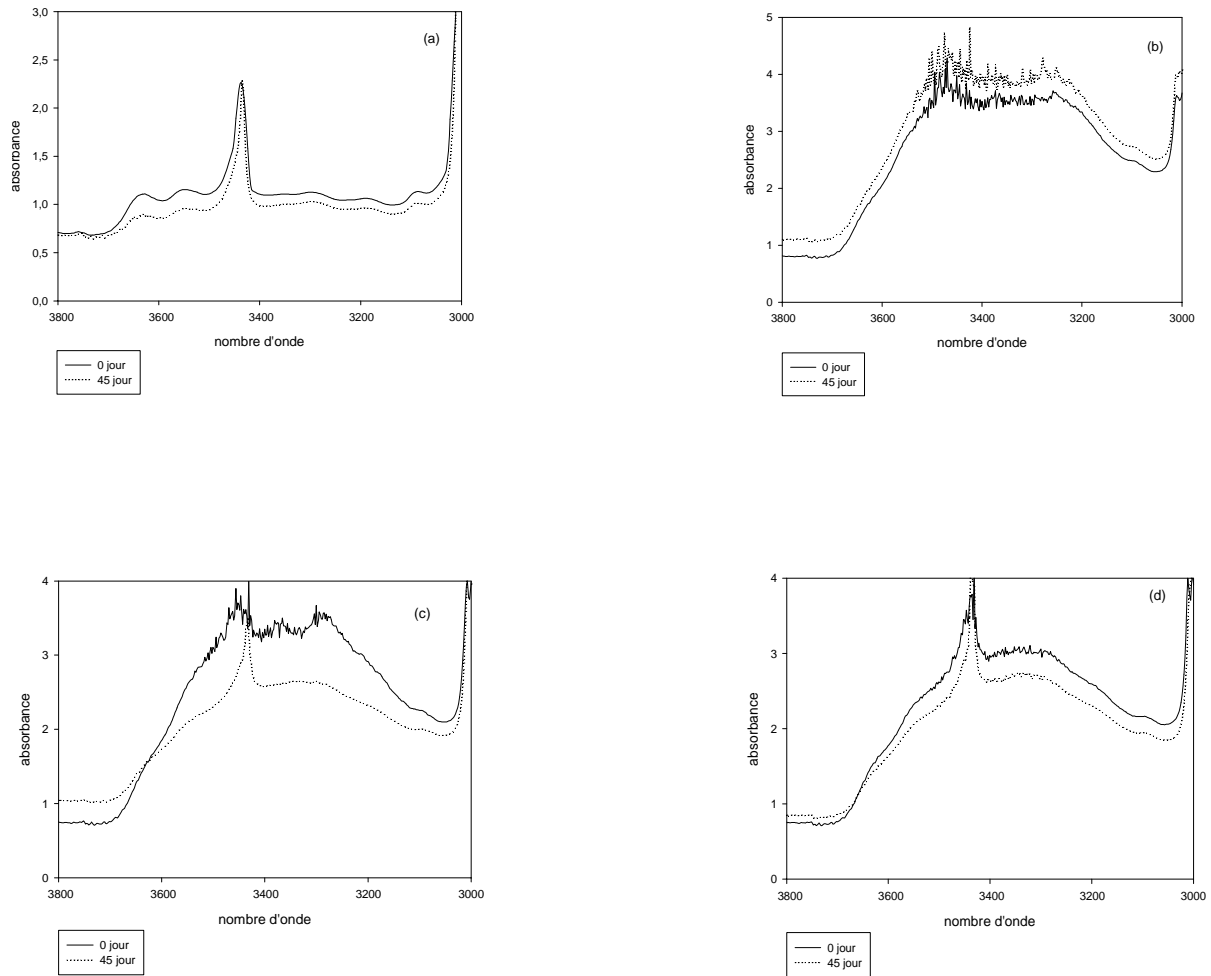 (a)
absorbance
3,0
2,5
2,0
1,5
1,0
0,5
0,0
3800 3600 3400 3200 3000
nombre d'onde
0 jour
45 jour
(b)
absorbance
5
4
3
2
1
0
3800 3600 3400 3200 3000
nombre d'onde
0 jour
45 jour
(c)
absorbance
4
3
2
1
0
3800 3600 3400 3200 3000
nombre d'onde
0 jour
45 jour
(d)
absorbance
4
3
2
1
0
3800 3600 3400 3200 3000
nombre d'onde
0 jour
45 jour